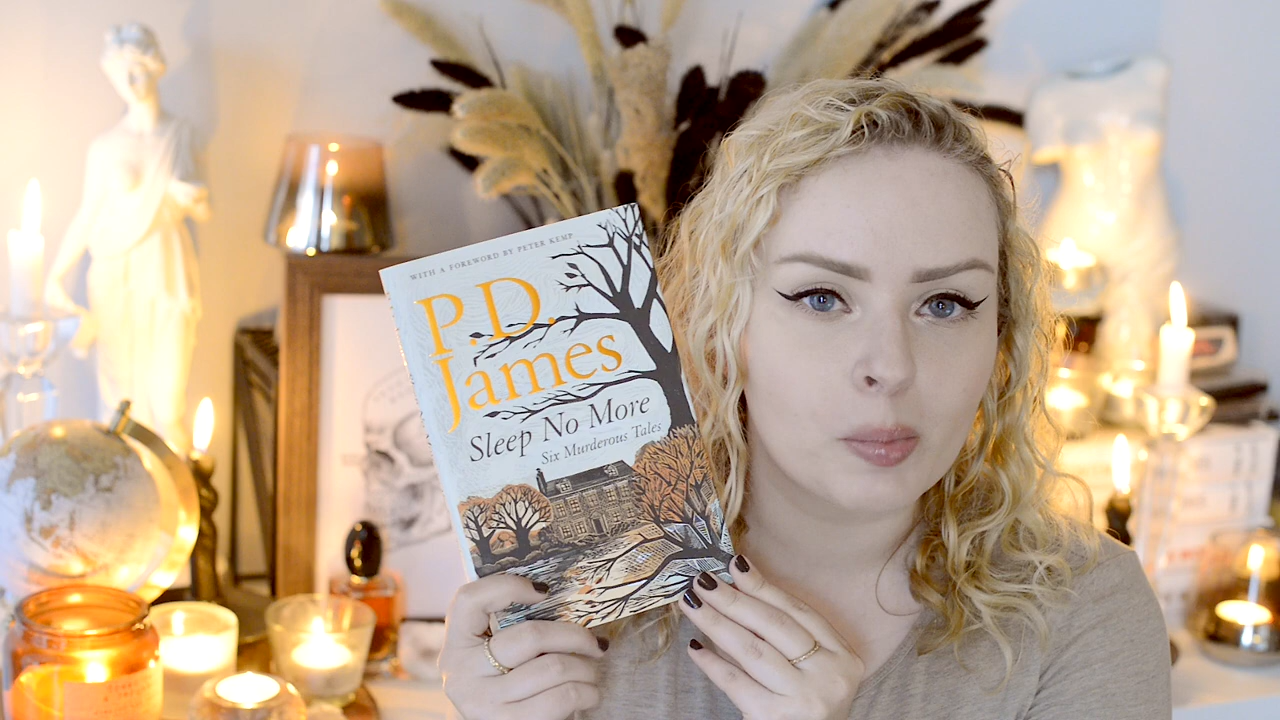 WITH A FOREWORD BY PETER KEMP
P.D.
James
Sleep No More
Six Murderous Tales